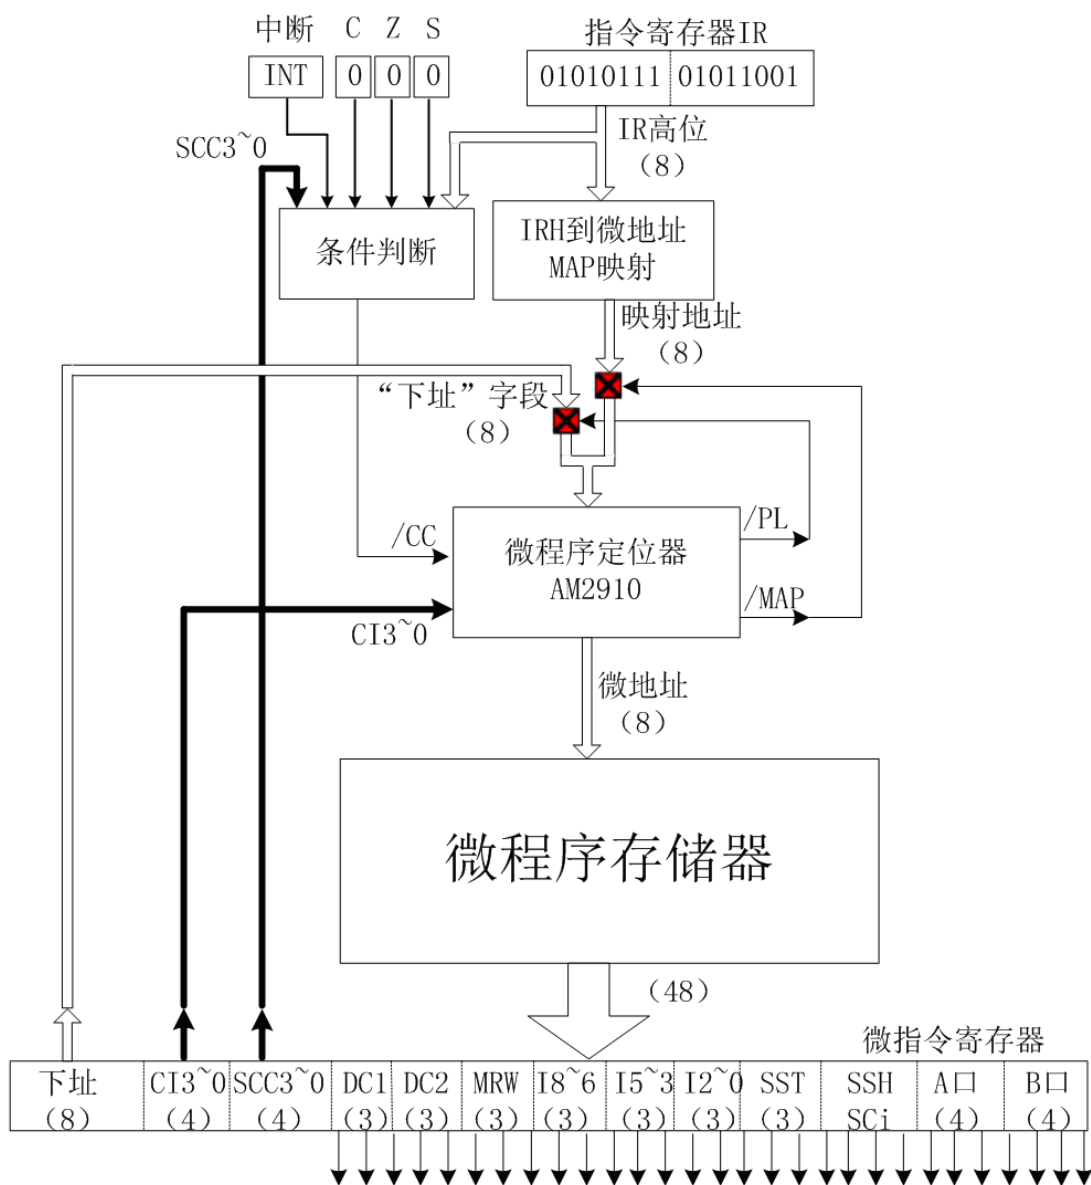 中断 C Z S 指令寄存器IR
INT 0 0 0 01010111 01011001
IR高位
(8)
SCC3~0
条件判断
IRH到微地址
MAP映射
映射地址
(8)
“下址”字段
(8)
/PL
/CC
微程序定位器
AM2910
/MAP
CI3~0
微地址
(8)
微程序存储器
(48)
微指令寄存器
下址 CI3~0 SCC3~0 DC1 DC2 MRW I8~6 I5~3 I2~0 SST SSH A口 B口
(8) (4) (4) (3) (3) (3) (3) (3) (3) (3) SCi (4) (4)